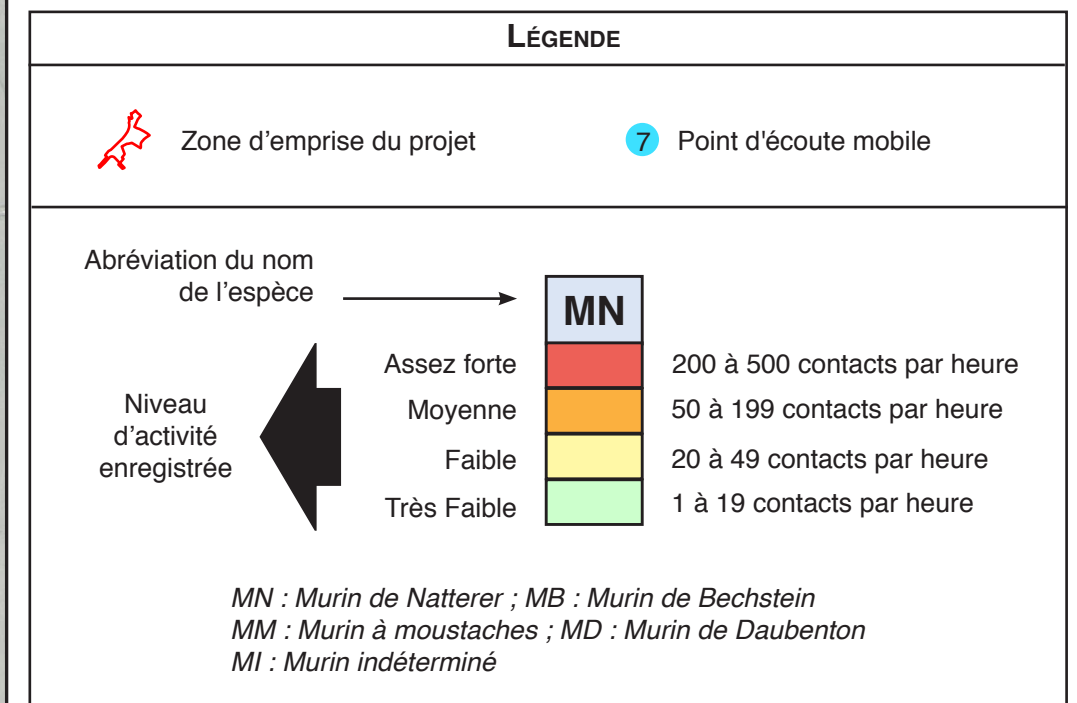 LÉGENDE
Zone d’emprise du projet
7 Point d'écoute mobile
Abréviation du nom
de l’espèce
MN
Assez forte 200 à 500 contacts par heure
Moyenne 50 à 199 contacts par heure
Faible 20 à 49 contacts par heure
Très Faible 1 à 19 contacts par heure
Niveau
d’activité
enregistrée
MN : Murin de Natterer ; MB : Murin de Bechstein
MM : Murin à moustaches ; MD : Murin de Daubenton
MI : Murin indéterminé